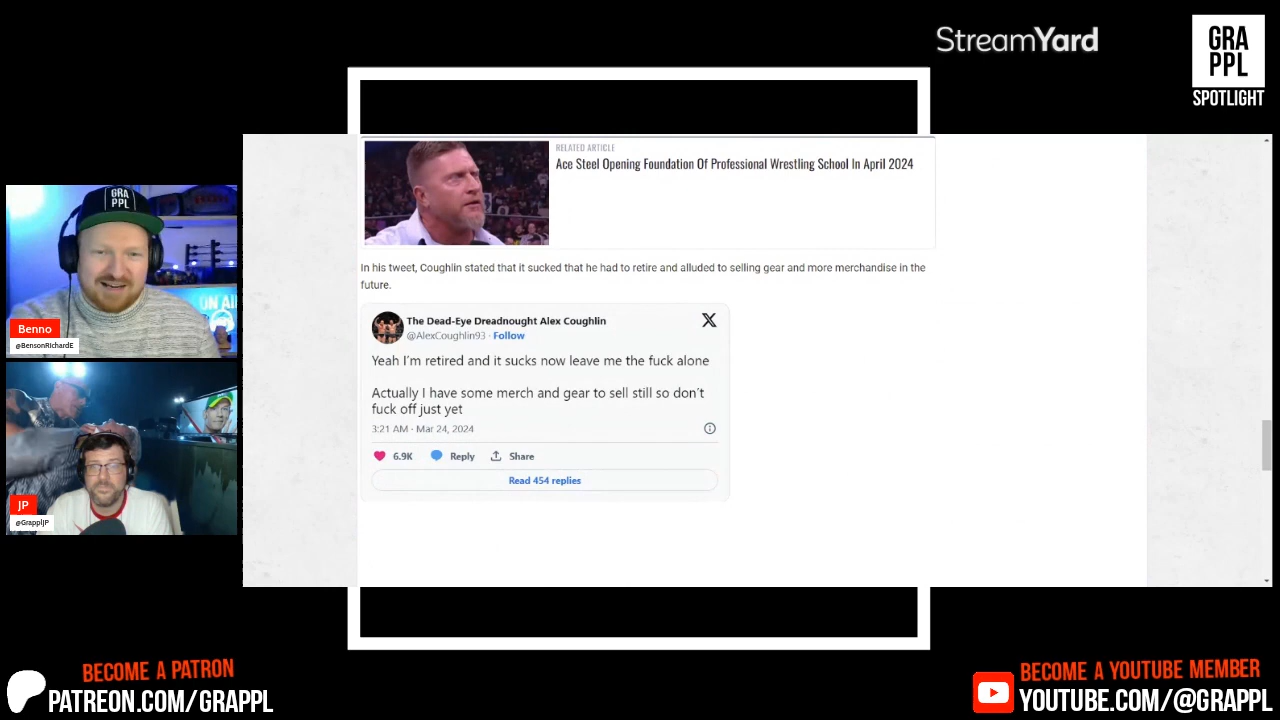 StreamYard
GRA
PPL
SPOTLIGHT
RELATED ARTICLE
Ace Steel Opening Foundation Of Professional Wrestling School In April 2024
In his tweet, Coughlin stated that it sucked that he had to retire and alluded to selling gear and more merchandise in the
future.
The Dead-Eye Dreadnought Alex Coughlin
@AlexCoughlin93 · Follow
Yeah I'm retired and it sucks now leave me the fuck alone
Actually I have some merch and gear to sell still so don't
fuck off just yet
3:21 AM · Mar 24, 2024
6.9K Reply Share
Read 454 replies
GRA
PPL
ON AI
Benno
@BensonRichardE
JP
@GrapplJP
BECOME A PATRON
PATREON.COM/GRAPPL
BECOME A YOUTUBE MEMBER
YOUTUBE.COM/@GRAPPL